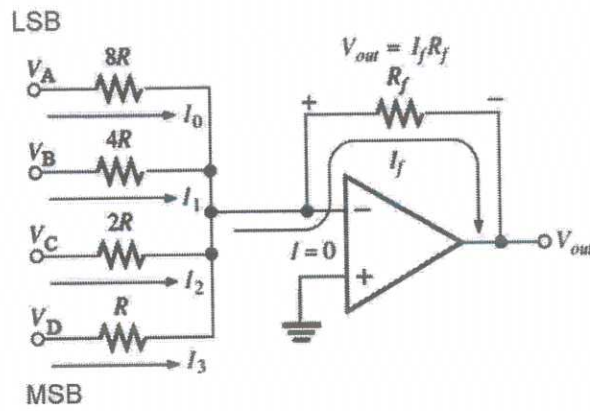 LSB
V_A 8R
I_0
V_B 4R
I_1
V_C 2R
I_2
V_D R
I_3
MSB
V_out = I_f R_f
+ R_f −
I_f
−
I = 0
+
V_out